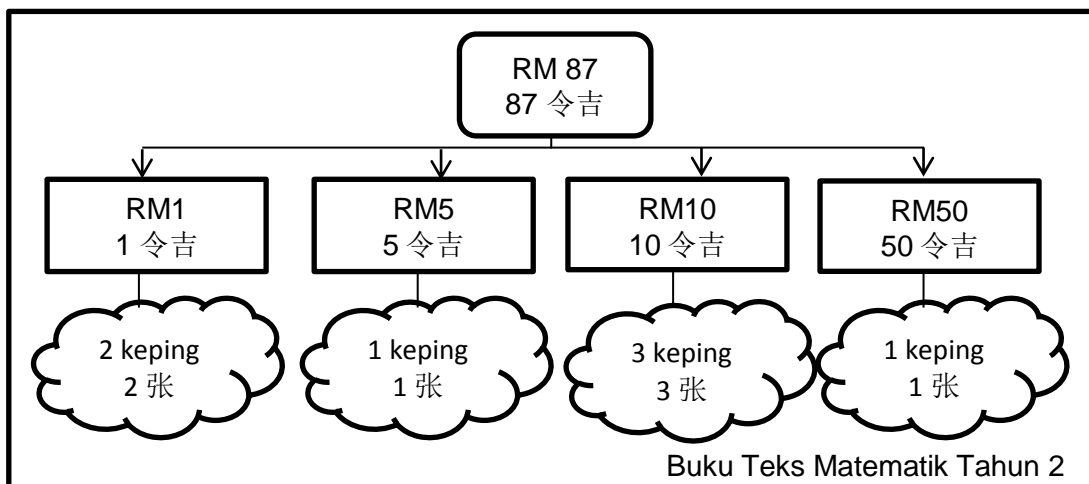 RM 87
87 令吉
RM1
1 令吉
RM5
5 令吉
RM10
10 令吉
RM50
50 令吉
2 keping
2 张
1 keping
1 张
3 keping
3 张
1 keping
1 张
Buku Teks Matematik Tahun 2